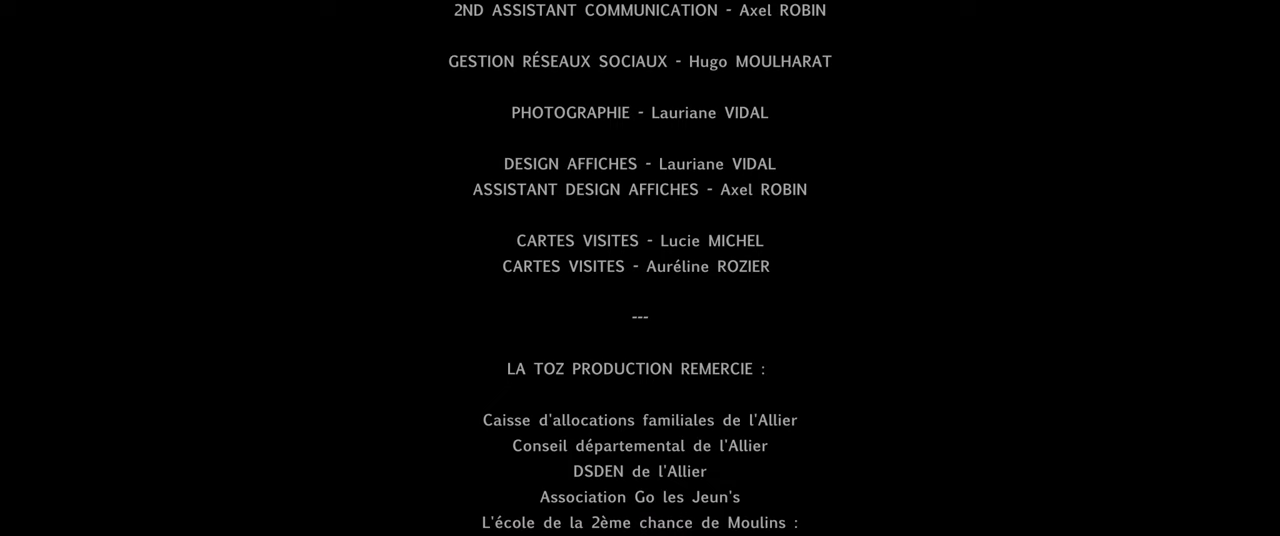 2ND ASSISTANT COMMUNICATION - Axel ROBIN
GESTION RÉSEAUX SOCIAUX - Hugo MOULHARAT
PHOTOGRAPHIE - Lauriane VIDAL
DESIGN AFFICHES - Lauriane VIDAL
ASSISTANT DESIGN AFFICHES - Axel ROBIN
CARTES VISITES - Lucie MICHEL
CARTES VISITES - Auréline ROZIER
---
LA TOZ PRODUCTION REMERCIE :
Caisse d'allocations familiales de l'Allier
Conseil départemental de l'Allier
DSDEN de l'Allier
Association Go les Jeun's
L'école de la 2ème chance de Moulins :